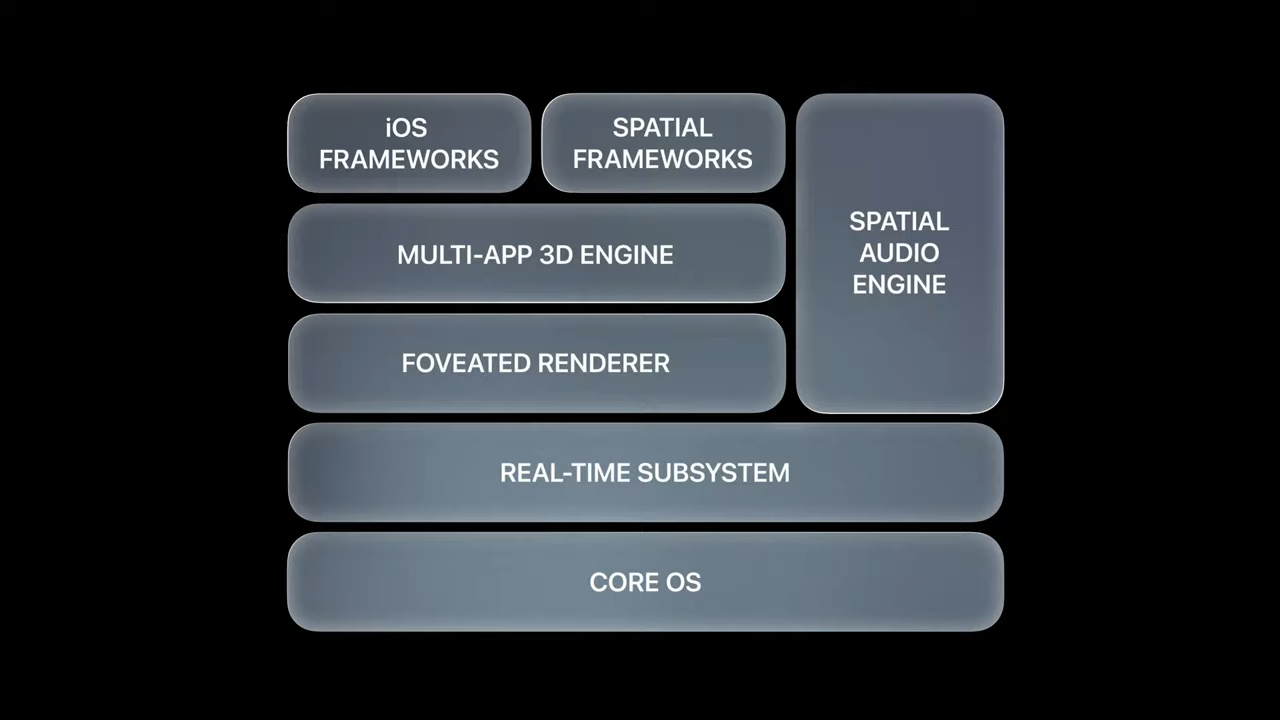 iOS
FRAMEWORKS
SPATIAL
FRAMEWORKS
SPATIAL
AUDIO
ENGINE
MULTI-APP 3D ENGINE
FOVEATED RENDERER
REAL-TIME SUBSYSTEM
CORE OS